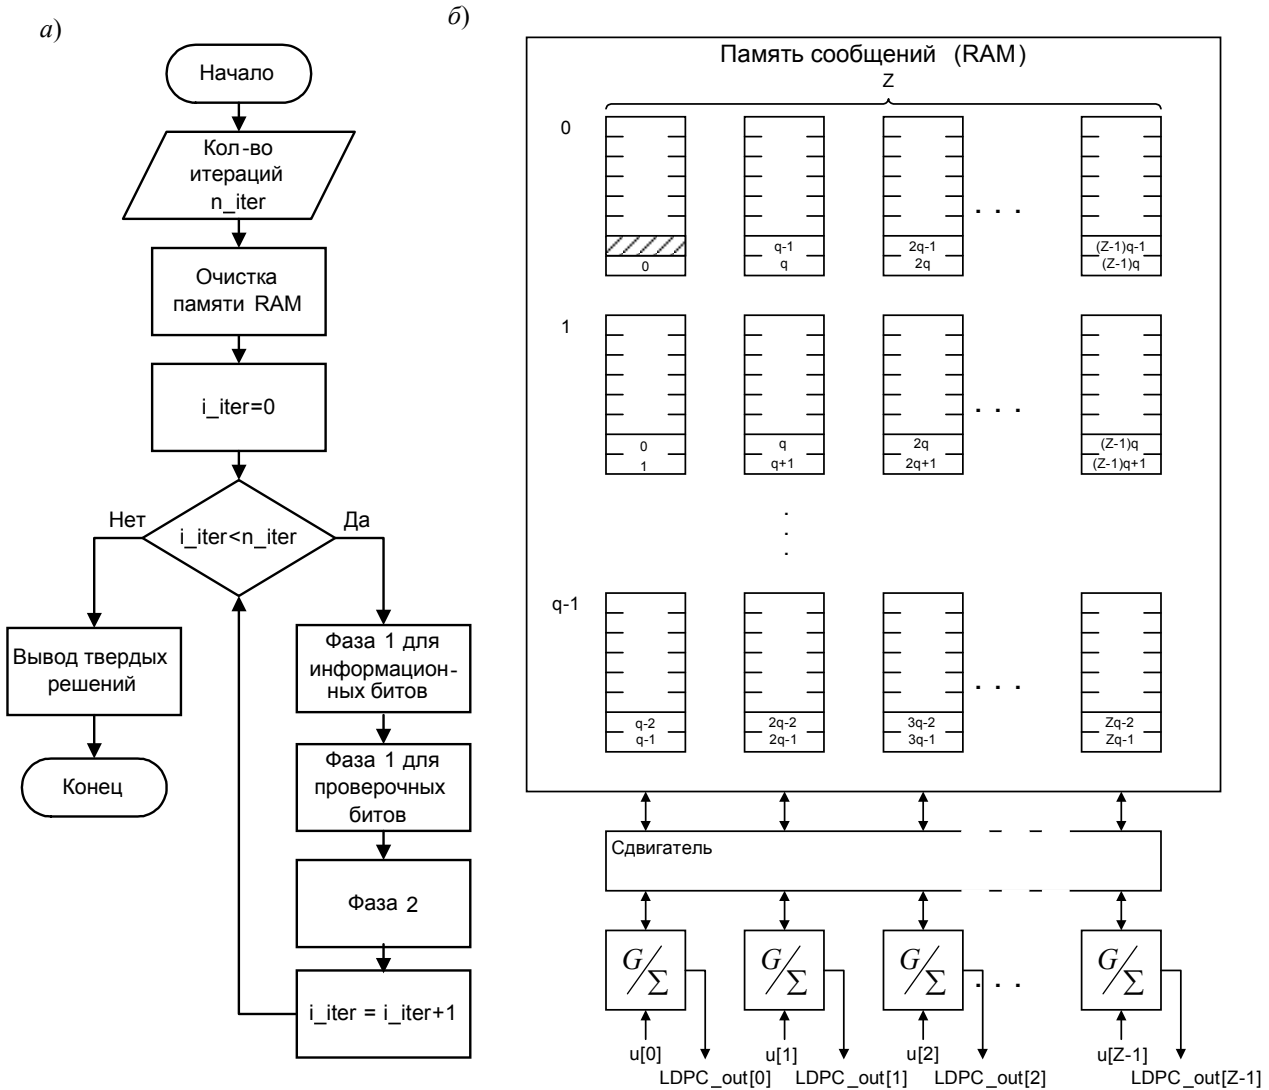 а)
Начало
Кол-во
итераций
n_iter
Очистка
памяти RAM
i_iter=0
Нет
i_iter<n_iter
Да
Вывод твердых
решений
Конец
Фаза 1 для
информацион-
ных битов
Фаза 1 для
проверочных
битов
Фаза 2
i_iter = i_iter+1
б)
Память сообщений (RAM)
Z
0
0
q-1
q
2q-1
2q
. . .
(Z-1)q-1
(Z-1)q
1
0
1
q
q+1
2q
2q+1
. . .
(Z-1)q
(Z-1)q+1
.
.
.
q-1
q-2
q-1
2q-2
2q-1
3q-2
3q-1
. . .
Zq-2
Zq-1
Сдвигатель
G/Σ
G/Σ
G/Σ
. . .
G/Σ
u[0]
u[1]
u[2]
u[Z-1]
LDPC_out[0]
LDPC_out[1]
LDPC_out[2]
LDPC_out[Z-1]